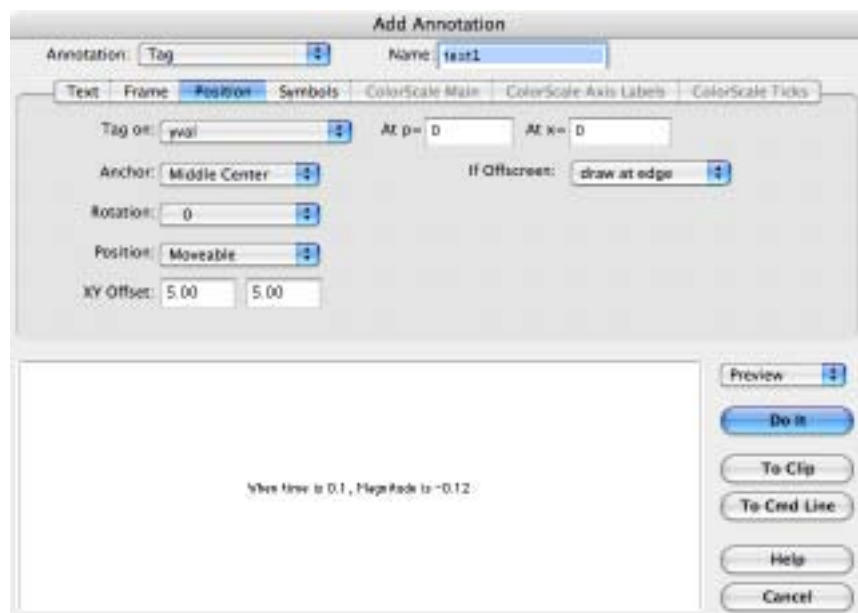 Add Annotation
Annotation: Tag Name: text1
Text Frame Position Symbols ColorScale Main ColorScale Axis Labels ColorScale Ticks
Tag on: yval At p= 0 At x= 0
Anchor: Middle Center If Offscreen: draw at edge
Rotation: 0
Position: Moveable
XY Offset: 5.00 5.00
Preview
Do It
When time is 0.1, Magnitude is -0.12
To Clip
To Cmd Line
Help
Cancel